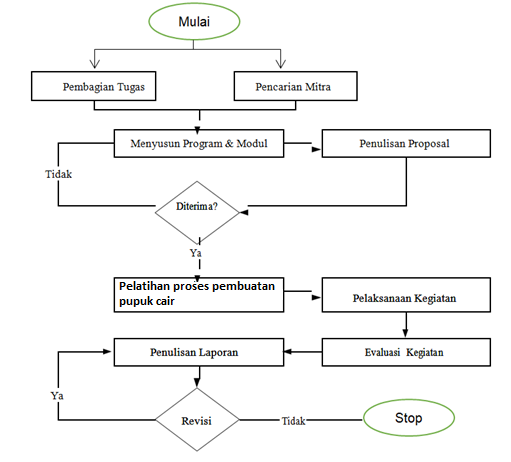 Mulai
Pembagian Tugas
Pencarian Mitra
Menyusun Program & Modul
Penulisan Proposal
Tidak
Diterima?
Ya
Pelatihan proses pembuatan
pupuk cair
Pelaksanaan Kegiatan
Penulisan Laporan
Evaluasi Kegiatan
Ya
Revisi
Tidak
Stop